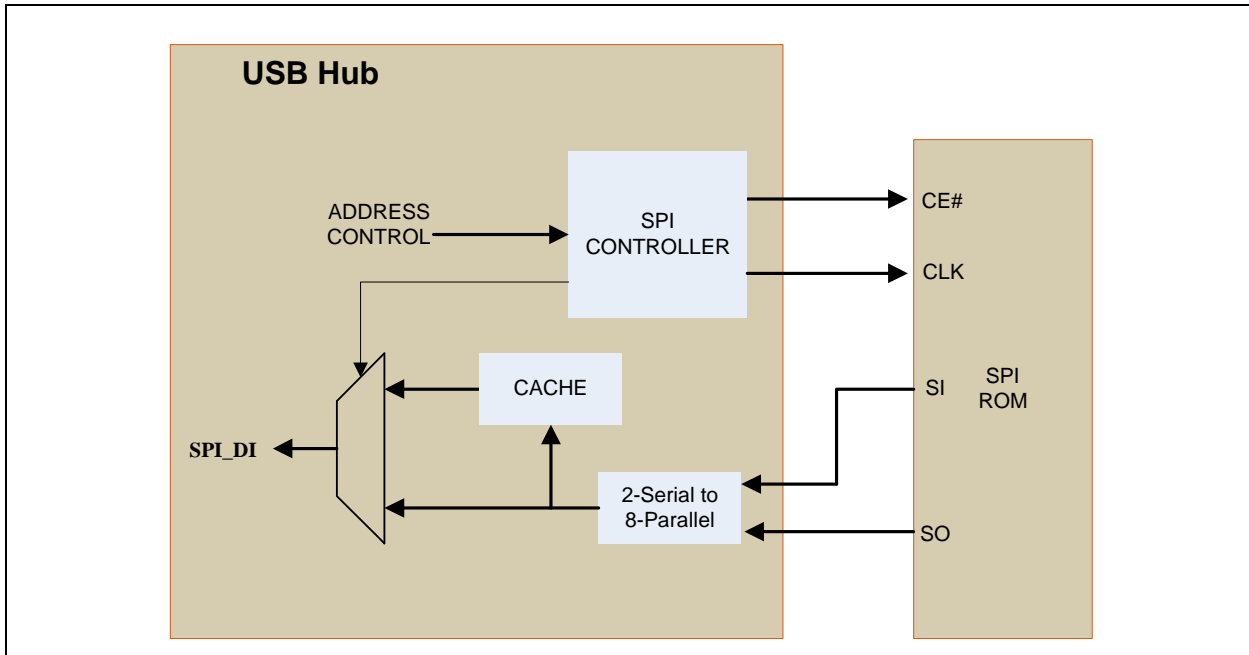 USB Hub
ADDRESS
CONTROL
SPI
CONTROLLER
CE#
CLK
CACHE
SI
SPI
ROM
SPI_DI
2-Serial to
8-Parallel
SO